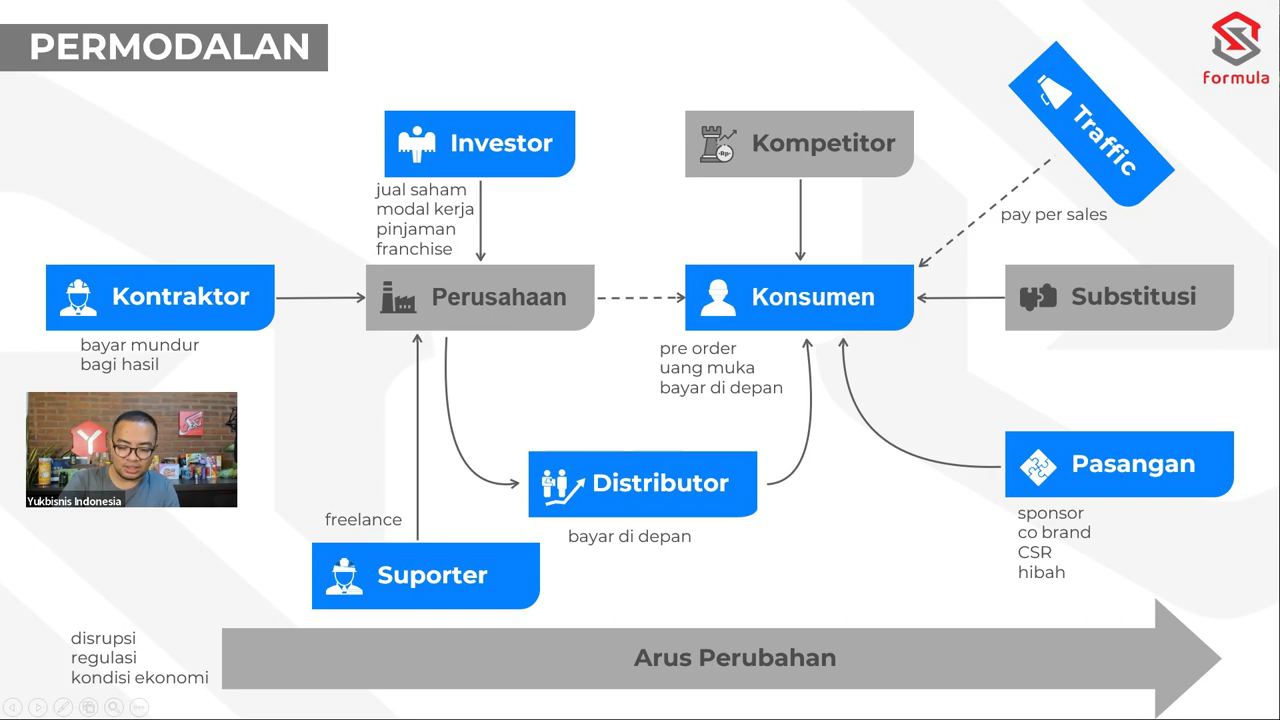 PERMODALAN
formula
Traffic
Investor
Kompetitor
jual saham
modal kerja
pinjaman
franchise
pay per sales
Kontraktor
Perusahaan
Konsumen
Substitusi
bayar mundur
bagi hasil
pre order
uang muka
bayar di depan
Rp
Yukbisnis Indonesia
Distributor
Pasangan
freelance
bayar di depan
sponsor
co brand
CSR
hibah
Suporter
disrupsi
regulasi
kondisi ekonomi
Arus Perubahan